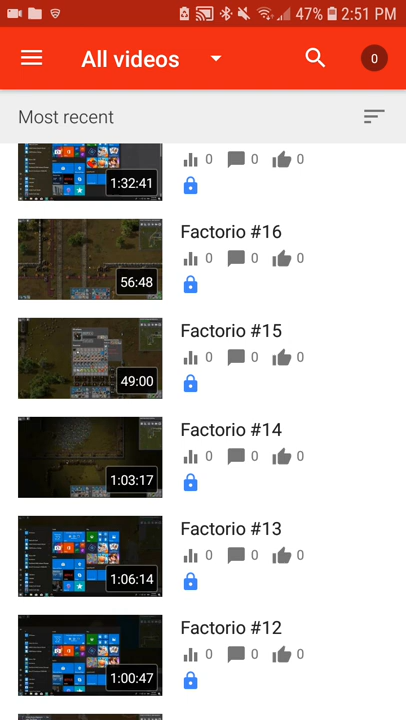 47% 2:51 PM
All videos
0
Most recent
1:32:41
0 0 0
56:48
Factorio #16
0 0 0
49:00
Factorio #15
0 0 0
1:03:17
Factorio #14
0 0 0
1:06:14
Factorio #13
0 0 0
1:00:47
Factorio #12
0 0 0